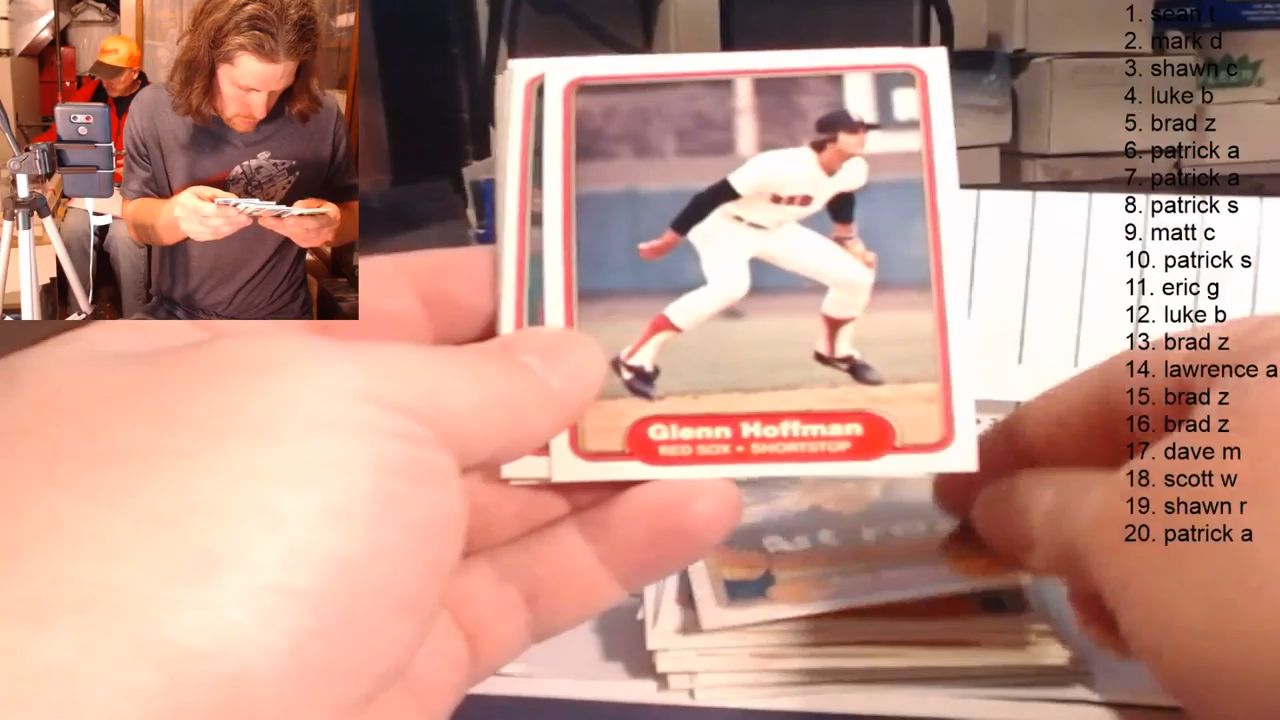 1. sean t
2. mark d
3. shawn c
4. luke b
5. brad z
6. patrick a
7. patrick a
8. patrick s
9. matt c
10. patrick s
11. eric g
12. luke b
13. brad z
14. lawrence a
15. brad z
16. brad z
17. dave m
18. scott w
19. shawn r
20. patrick a
Glenn Hoffman
RED SOX • SHORTSTOP
Art